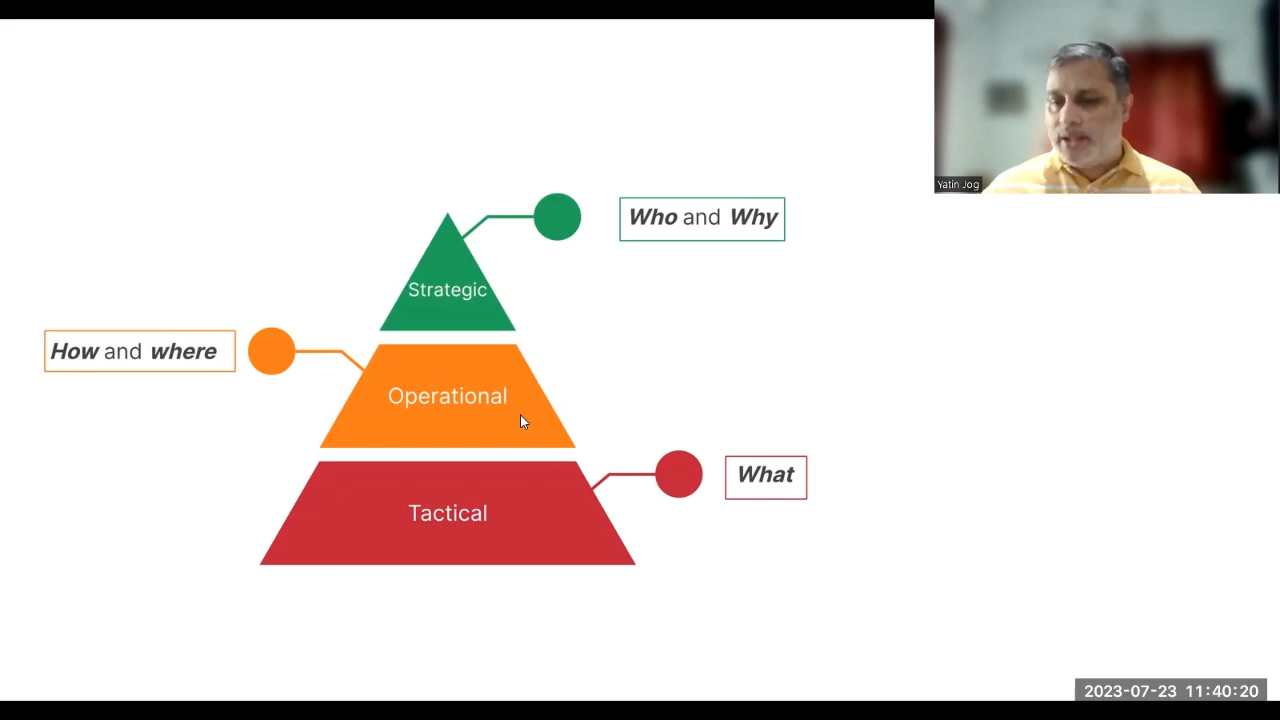 Yatin Jog
Who and Why
Strategic
How and where
Operational
What
Tactical
2023-07-23 11:40:20